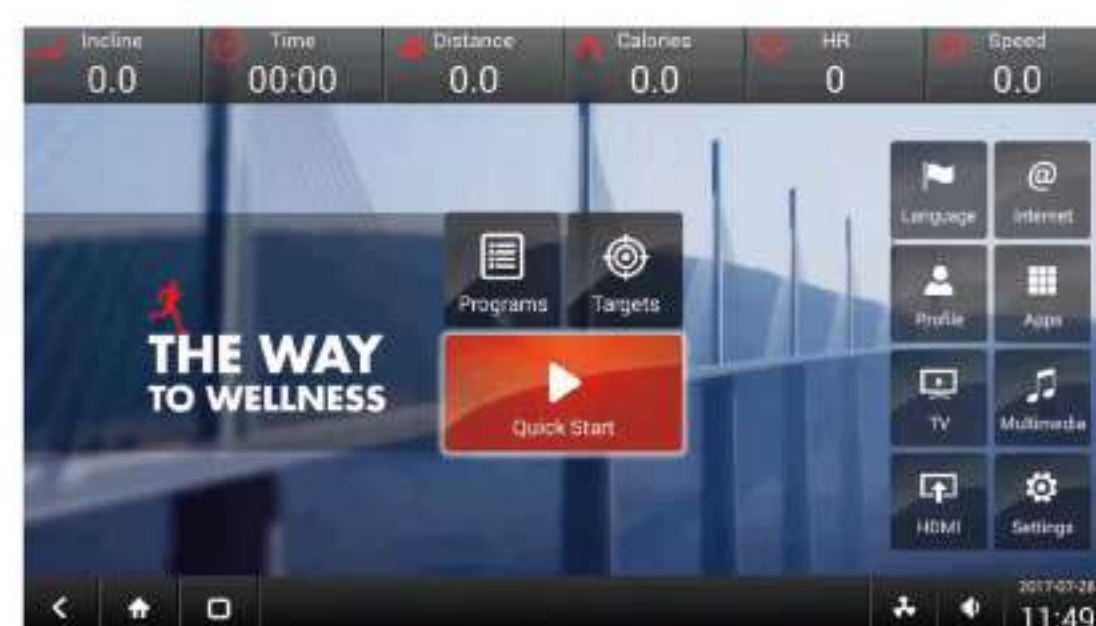 Incline Time Distance Calories HR Speed
0.0 00:00 0.0 0.0 0 0.0
Language @ Internet
Programs Targets
Profile Apps
THE WAY
TO WELLNESS
Quick Start
TV Multimedia
HDMI Settings
2017-07-28
11:49